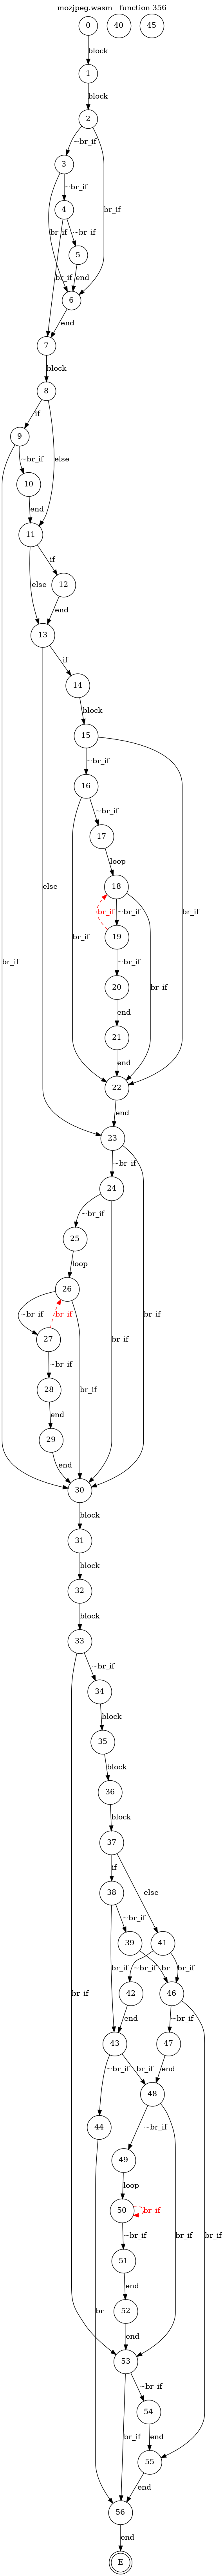 mozjpeg.wasm - function 356
0 40 45
block
1
block
2
~br_if
3 br_if
~br_if
4
br_if ~br_if
5
br_if end
6
end
7
block
8
if
9 else
~br_if
10
end
11
if
else 12
end
13
if
14
else block
15
~br_if
16
~br_if
17
br_if loop br_if
18
br_if ~br_if
19 br_if
~br_if
20
end
21
end
22
end
23
br_if ~br_if
24
~br_if
25 br_if
loop br_if
26
~br_if br_if
27 br_if
~br_if
28
end
29
end
30
block
31
block
32
block
33
~br_if
34
block
35
block
36
block
37
if else
38
~br_if
39 41
br_if br ~br_if br_if
br_if 42 46
end ~br_if
43 47
~br_if br_if end
44 48
~br_if
49 br_if br_if
loop
50 br_if
~br_if
51
end
52
end
53
~br_if
br 54
br_if end
55
end
56
end
E